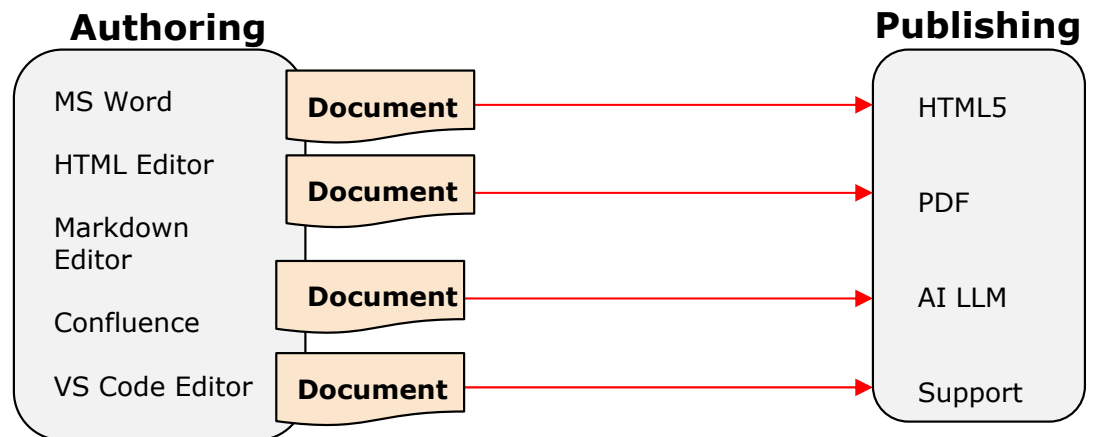 Authoring
Publishing
MS Word
HTML Editor
Markdown
Editor
Confluence
VS Code Editor
Document
Document
Document
Document
HTML5
PDF
AI LLM
Support